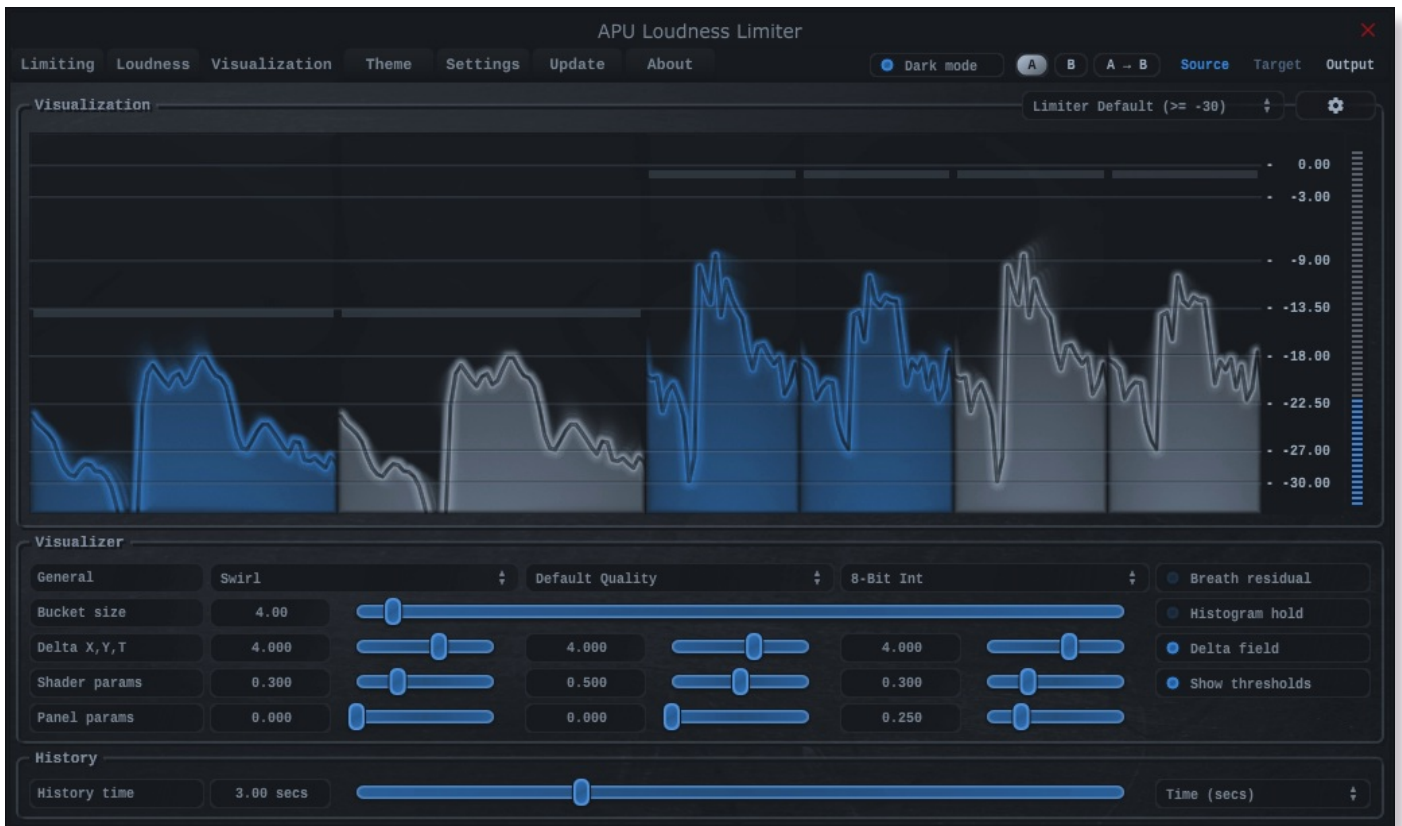 APU Loudness Limiter
Limiting Loudness Visualization Theme Settings Update About Dark mode A B A → B Source Target Output
Visualization Limiter Default (>= -30)
- 0.00
- -3.00
- -9.00
- -13.50
- -18.00
- -22.50
- -27.00
- -30.00
Visualizer
General Swirl Default Quality 8-Bit Int Breath residual
Bucket size 4.00 Histogram hold
Delta X,Y,T 4.000 4.000 4.000 Delta field
Shader params 0.300 0.500 0.300 Show thresholds
Panel params 0.000 0.000 0.250
History
History time 3.00 secs Time (secs)